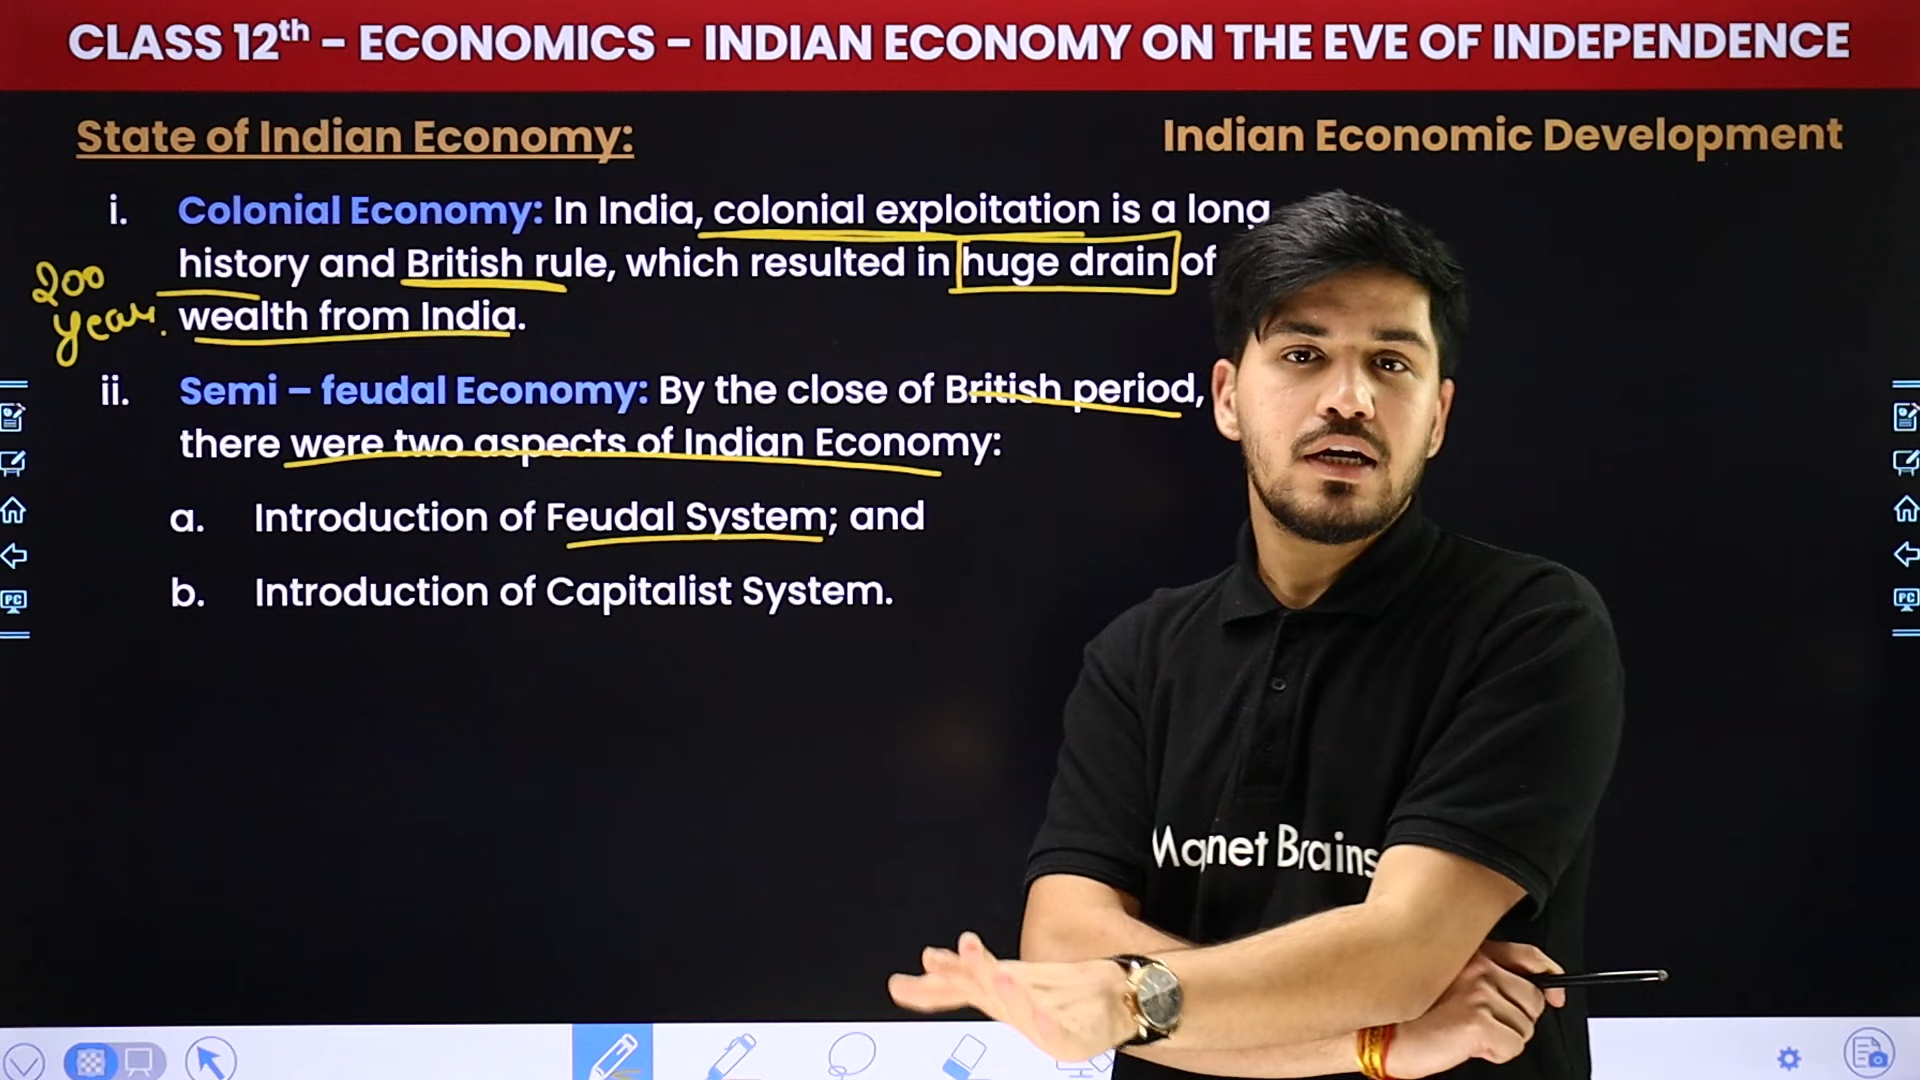 CLASS 12th - ECONOMICS - INDIAN ECONOMY ON THE EVE OF INDEPENDENCE
State of Indian Economy:
Indian Economic Development
i. Colonial Economy: In India, colonial exploitation is a long
history and British rule, which resulted in huge drain of
wealth from India.
200
year.
ii. Semi – feudal Economy: By the close of British period,
there were two aspects of Indian Economy:
a. Introduction of Feudal System; and
b. Introduction of Capitalist System.
Magnet Brains
PC
PC